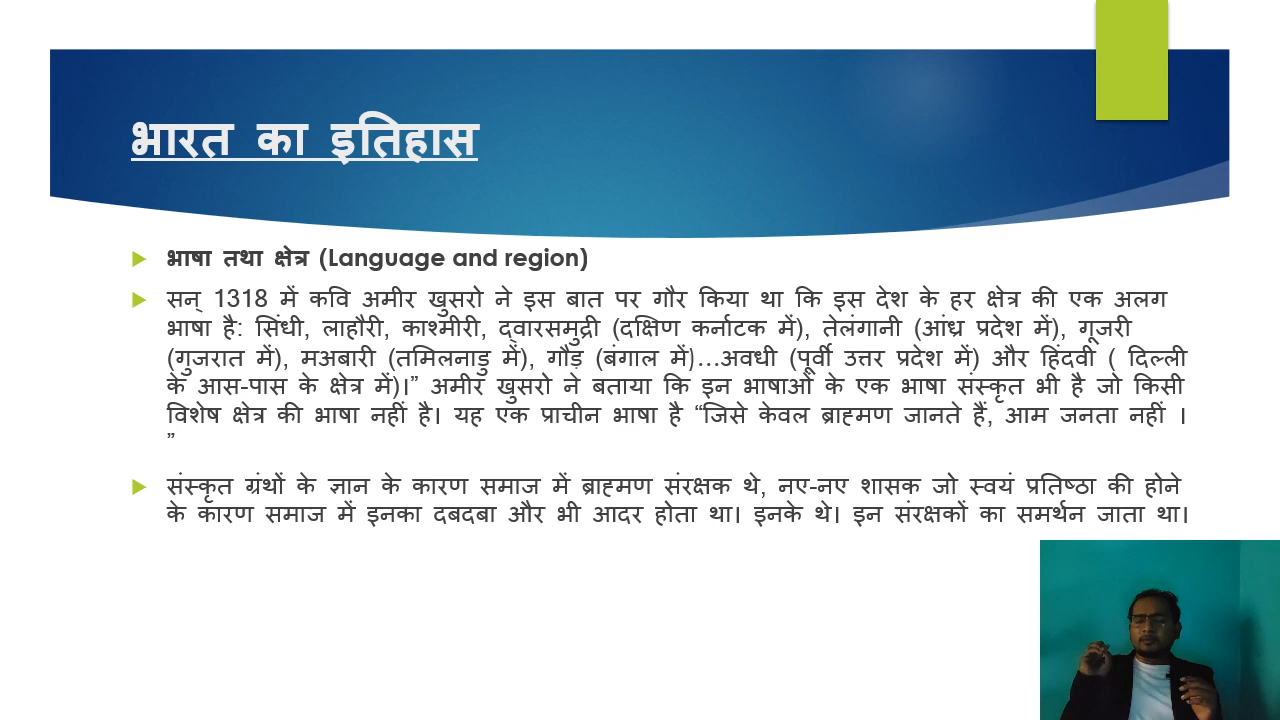 भारत का इतिहास
भाषा तथा क्षेत्र (Language and region)
सन् 1318 में कवि अमीर खुसरो ने इस बात पर गौर किया था कि इस देश के हर क्षेत्र की एक अलग
भाषा है: सिंधी, लाहौरी, काश्मीरी, द्वारसमुद्री (दक्षिण कर्नाटक में), तेलंगानी (आंध्र प्रदेश में), गूजरी
(गुजरात में), मअबारी (तमिलनाडु में), गौड़ (बंगाल में)...अवधी (पूर्वी उत्तर प्रदेश में) और हिंदवी ( दिल्ली
के आस-पास के क्षेत्र में)।” अमीर खुसरो ने बताया कि इन भाषाओं के एक भाषा संस्कृत भी है जो किसी
विशेष क्षेत्र की भाषा नहीं है। यह एक प्राचीन भाषा है “जिसे केवल ब्राह्मण जानते हैं, आम जनता नहीं ।
”
संस्कृत ग्रंथों के ज्ञान के कारण समाज में ब्राह्मण संरक्षक थे, नए-नए शासक जो स्वयं प्रतिष्ठा की होने
के कारण समाज में इनका दबदबा और भी आदर होता था। इनके थे। इन संरक्षकों का समर्थन जाता था।